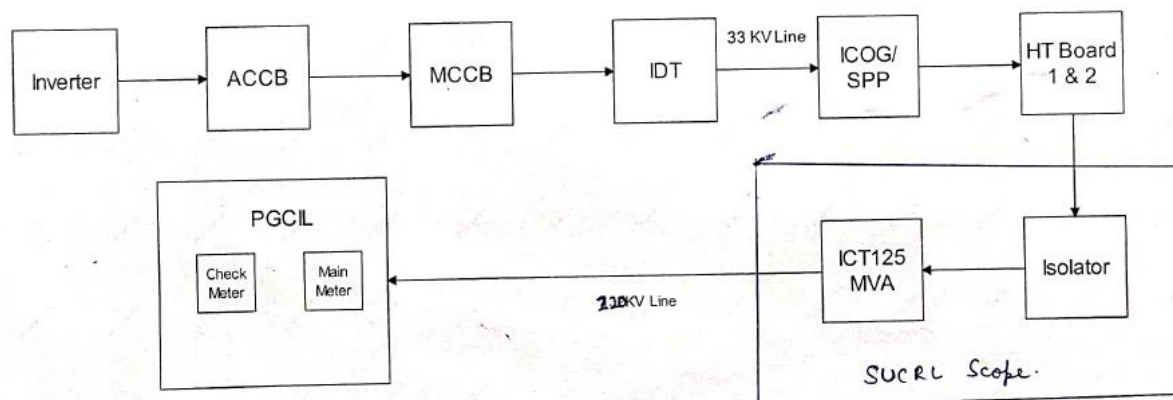 Inverter
ACCB
MCCB
IDT
33 KV Line
ICOG/
SPP
HT Board
1 & 2
PGCIL
Check
Meter
Main
Meter
220KV Line
ICT125
MVA
Isolator
SUCRL Scope.